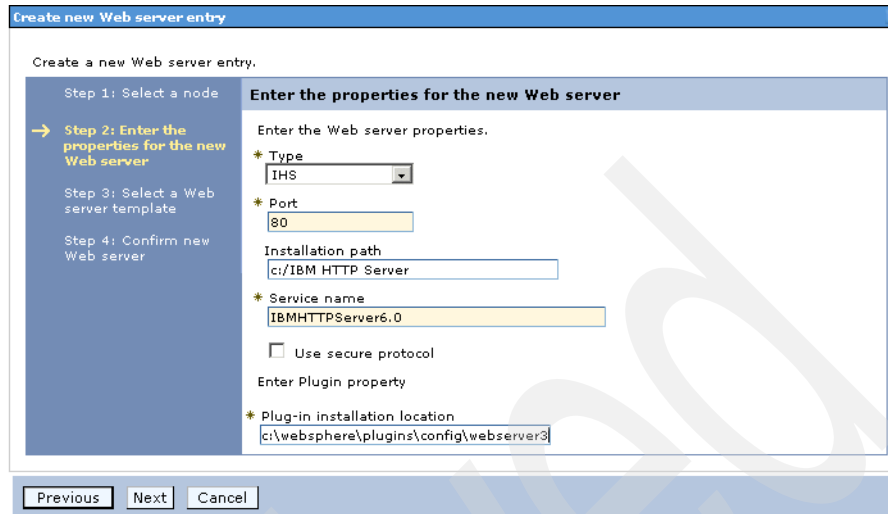 Create new Web server entry
Create a new Web server entry.
Step 1: Select a node
Step 2: Enter the
properties for the new
Web server
Step 3: Select a Web
server template
Step 4: Confirm new
Web server
Enter the properties for the new Web server
Enter the Web server properties.
* Type
IHS
* Port
80
Installation path
c:/IBM HTTP Server
* Service name
IBMHTTPServer6.0
Use secure protocol
Enter Plugin property
* Plug-in installation location
c:\websphere\plugins\config\webserver3
Previous Next Cancel